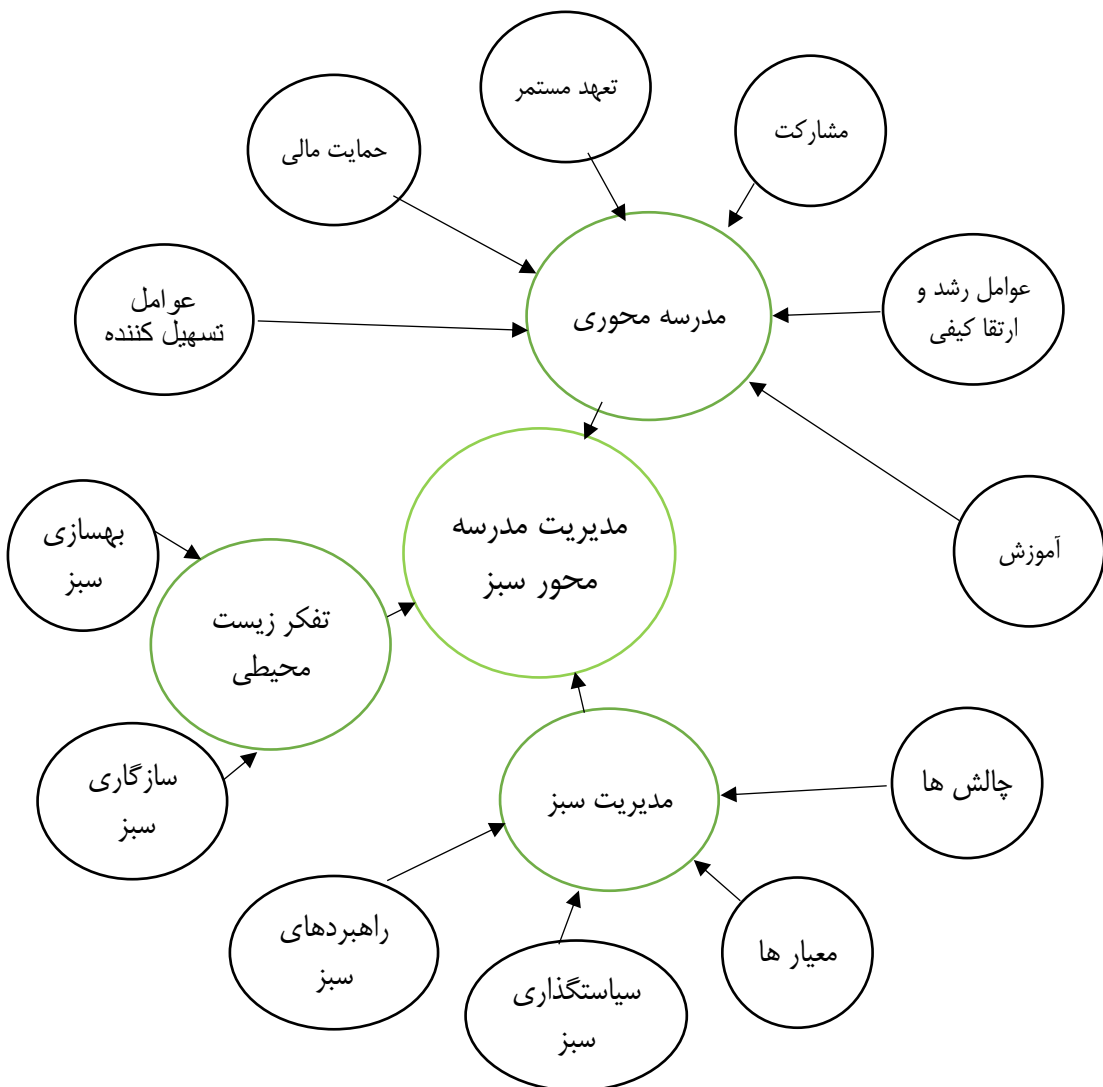 تعهد مستمر
مشارکت
حمایت مالی
عوامل رشد و
ارتقا کیفی
مدرسه محوری
عوامل
تسهیل کننده
آموزش
مدیریت مدرسه
محور سبز
بهسازی
سبز
تفکر زیست
محیطی
سازگاری
سبز
چالش ها
مدیریت سبز
معیار ها
راهبردهای
سبز
سیاستگذاری
سبز